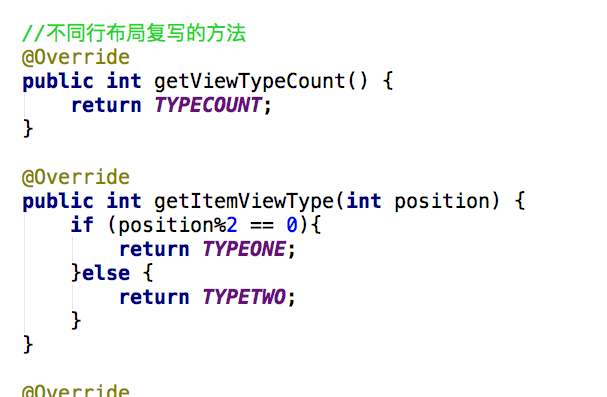 //不同行布局复写的方法
@Override
public int getViewTypeCount() {
    return TYPECOUNT;
}

@Override
public int getItemViewType(int position) {
    if (position%2 == 0){
        return TYPEONE;
    }else {
        return TYPETWO;
    }
}

@Override